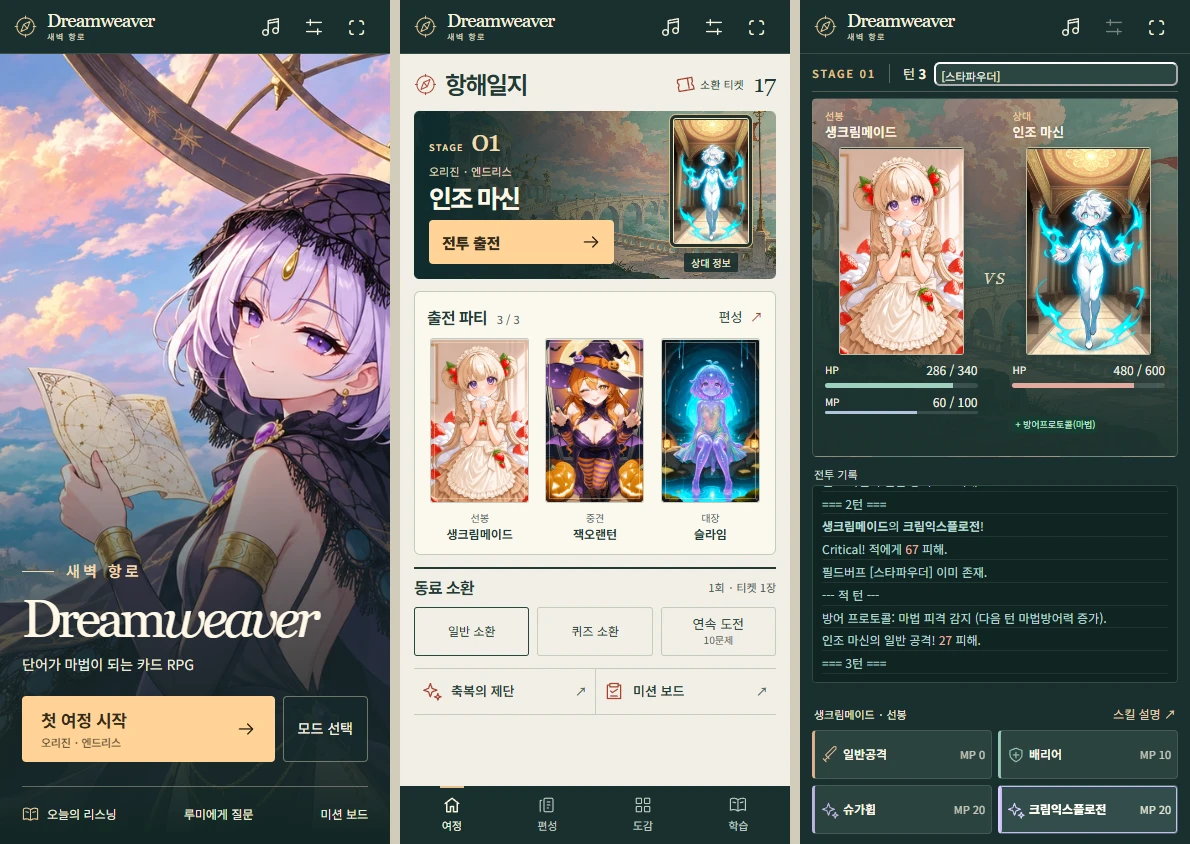 Dreamweaver
새벽 항로
새벽 항로
Dreamweaver
단어가 마법이 되는 카드 RPG
첫 여정 시작
오리진 · 엔드리스
모드 선택
오늘의 리스닝
루미에게 질문
미션 보드
Dreamweaver
새벽 항로
항해일지
소환 티켓 17
STAGE 01
오리진 · 엔드리스
인조 마신
전투 출전
상대 정보
출전 파티 3 / 3
편성 ↗
선봉
생크림메이드
중견
잭오랜턴
대장
슬라임
동료 소환
1회 · 티켓 1장
일반 소환
퀴즈 소환
연속 도전
10문제
축복의 제단 ↗
미션 보드 ↗
여정
편성
도감
학습
Dreamweaver
새벽 항로
STAGE 01
턴 3
[스타파우더]
선봉
생크림메이드
상대
인조 마신
VS
HP 286 / 340
MP 60 / 100
HP 480 / 600
+ 방어프로토콜(마법)
전투 기록
=== 2턴 ===
생크림메이드의 크림익스플로전!
Critical! 적에게 67 피해.
필드버프 [스타파우더] 이미 존재.
--- 적 턴 ---
방어 프로토콜: 마법 피격 감지 (다음 턴 마법방어력 증가).
인조 마신의 일반 공격! 27 피해.
=== 3턴 ===
생크림메이드 · 선봉
스킬 설명 ↗
일반공격 MP 0
배리어 MP 10
슈가휩 MP 20
크림익스플로전 MP 20